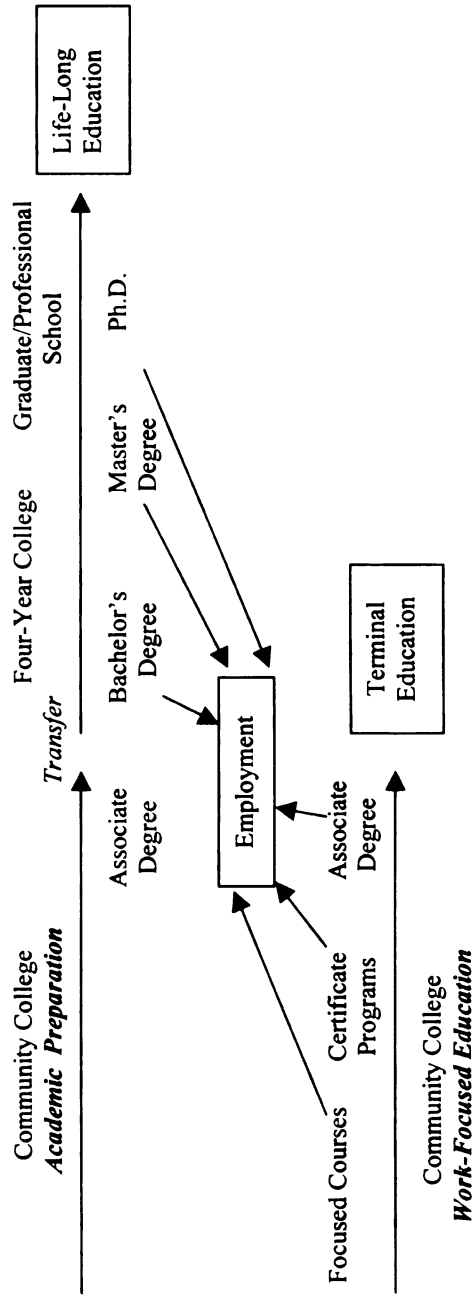 Community College
Academic Preparation
Transfer
Four-Year College
Graduate/Professional
School
Life-Long
Education
Associate
Degree
Bachelor's
Degree
Master's
Degree
Ph.D.
Employment
Focused Courses
Certificate
Programs
Associate
Degree
Terminal
Education
Community College
Work-Focused Education